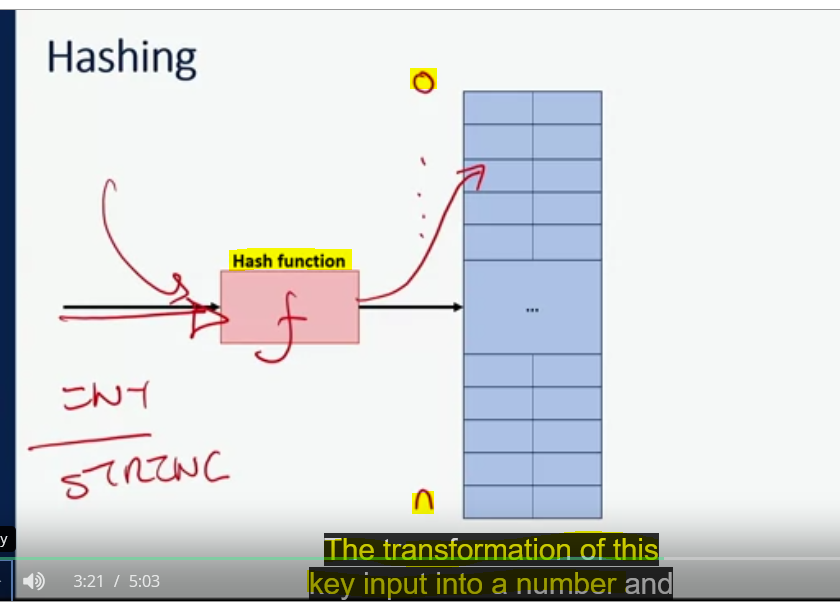 Hashing
0
Hash function
f
...
INT
STRING
n
y
The transformation of this
key input into a number and
3:21 / 5:03